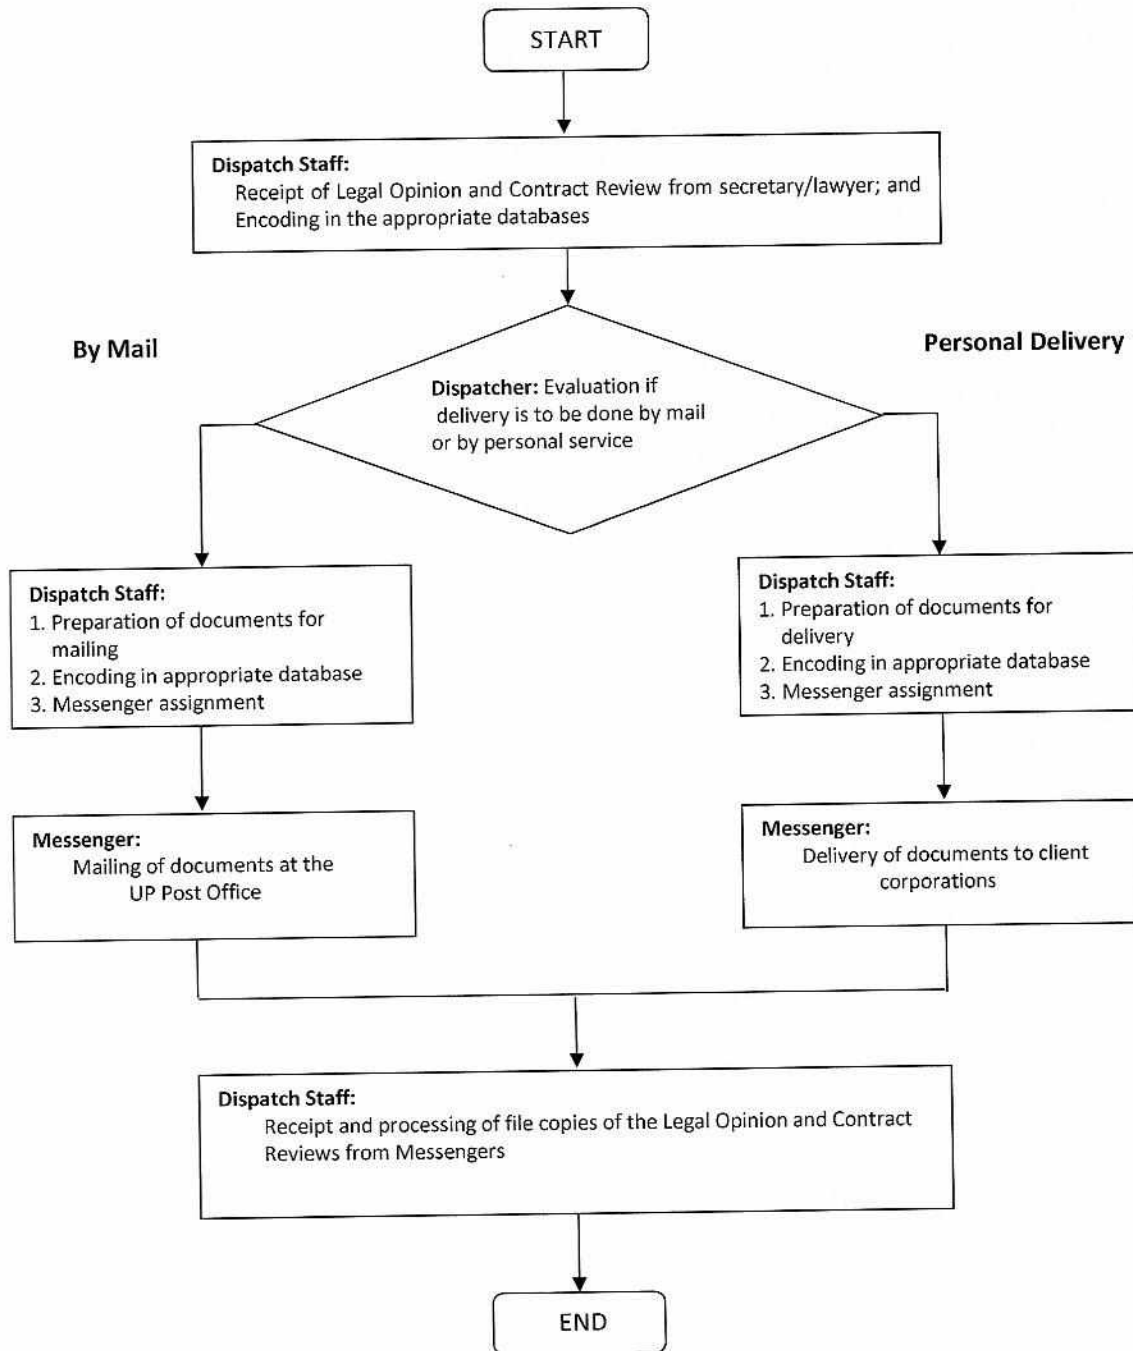 START
Dispatch Staff:
Receipt of Legal Opinion and Contract Review from secretary/lawyer; and
Encoding in the appropriate databases
By Mail
Personal Delivery
Dispatcher: Evaluation if
delivery is to be done by mail
or by personal service
Dispatch Staff:
1. Preparation of documents for
mailing
2. Encoding in appropriate database
3. Messenger assignment
Dispatch Staff:
1. Preparation of documents for
delivery
2. Encoding in appropriate database
3. Messenger assignment
Messenger:
Mailing of documents at the
UP Post Office
Messenger:
Delivery of documents to client
corporations
Dispatch Staff:
Receipt and processing of file copies of the Legal Opinion and Contract
Reviews from Messengers
END